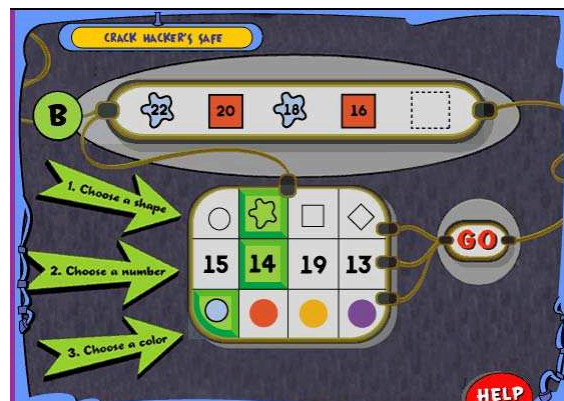 CRACK HACKER'S SAFE
B
22 20 18 16
1. Choose a shape
2. Choose a number
15 14 19 13
GO
3. Choose a color
HELP